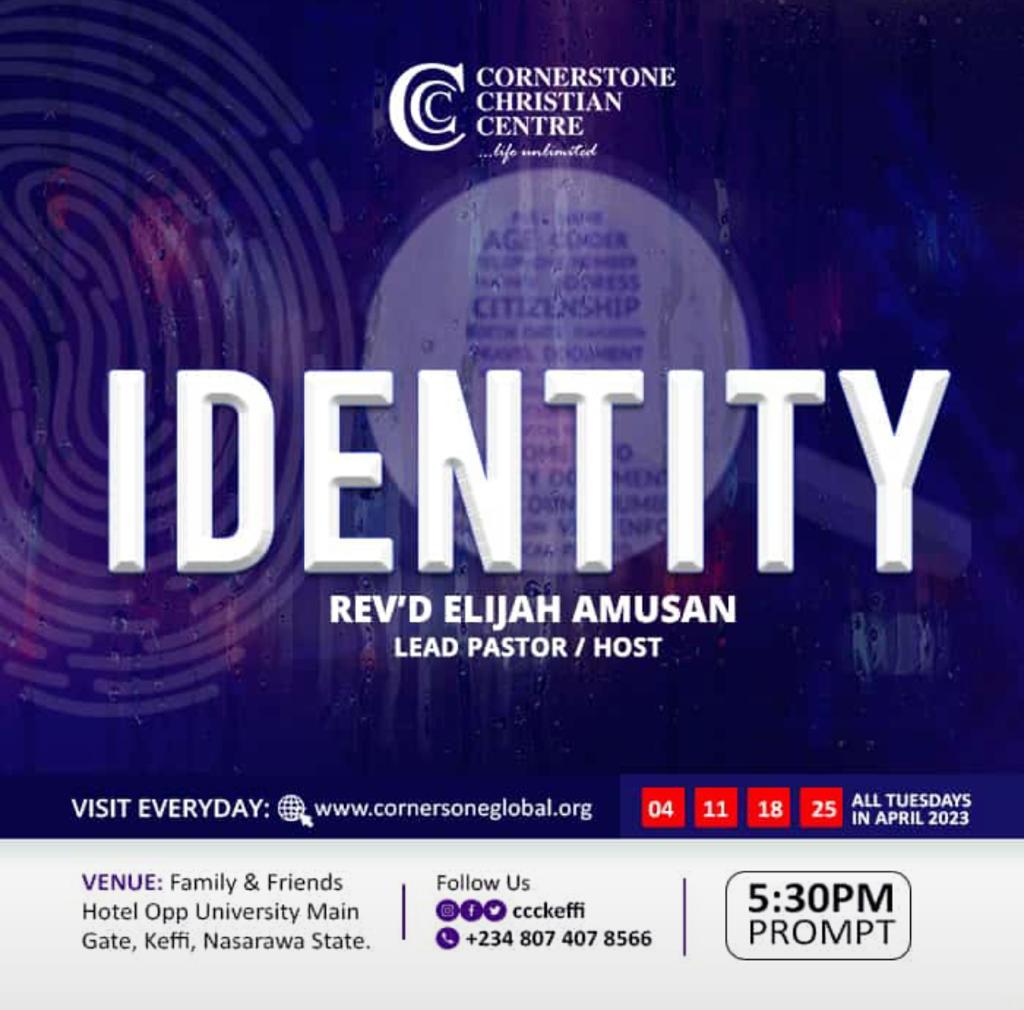 CCC
CORNERSTONE
CHRISTIAN
CENTRE
...life unlimited
AGE GENDER
ADDRESS
CITIZENSHIP
TRAVEL DOCUMENT
IDENTITY
REV'D ELIJAH AMUSAN
LEAD PASTOR / HOST
VISIT EVERYDAY: www.cornersoneglobal.org
04 11 18 25 ALL TUESDAYS
IN APRIL 2023
VENUE: Family & Friends
Hotel Opp University Main
Gate, Keffi, Nasarawa State.
Follow Us
ccckeffi
+234 807 407 8566
5:30PM
PROMPT